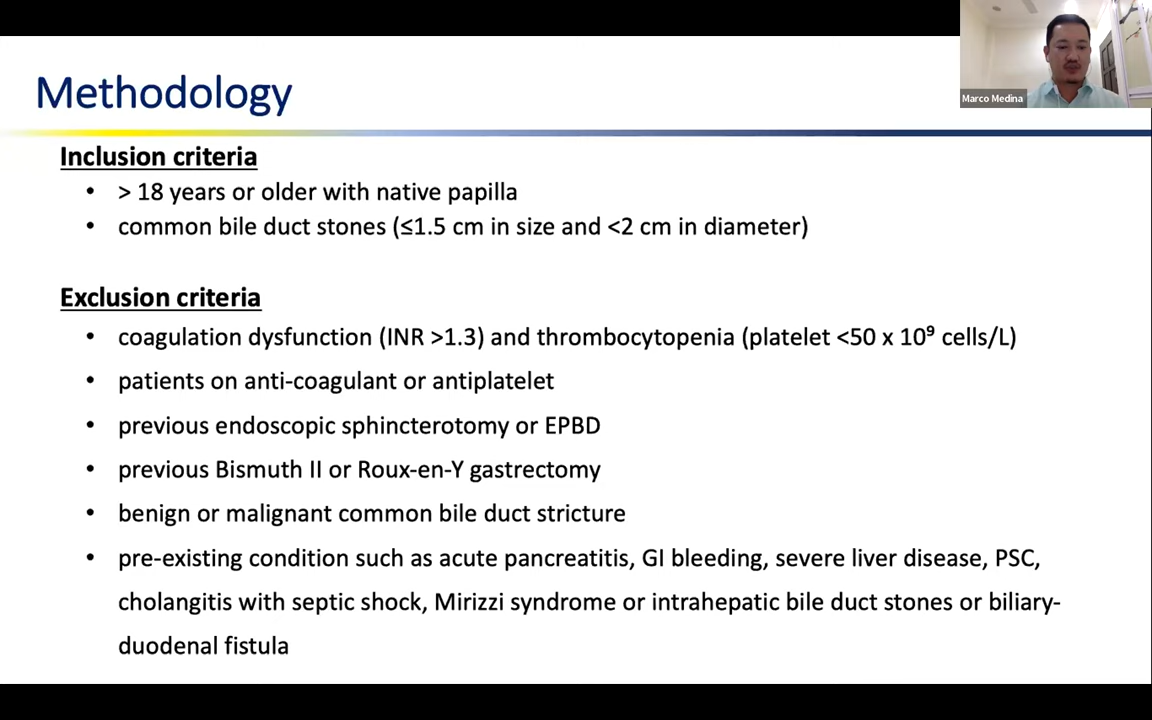 Methodology
Marco Medina
Inclusion criteria
• > 18 years or older with native papilla
• common bile duct stones (≤1.5 cm in size and <2 cm in diameter)
Exclusion criteria
• coagulation dysfunction (INR >1.3) and thrombocytopenia (platelet <50 x 10⁹ cells/L)
• patients on anti-coagulant or antiplatelet
• previous endoscopic sphincterotomy or EPBD
• previous Bismuth II or Roux-en-Y gastrectomy
• benign or malignant common bile duct stricture
• pre-existing condition such as acute pancreatitis, GI bleeding, severe liver disease, PSC,
cholangitis with septic shock, Mirizzi syndrome or intrahepatic bile duct stones or biliary-
duodenal fistula